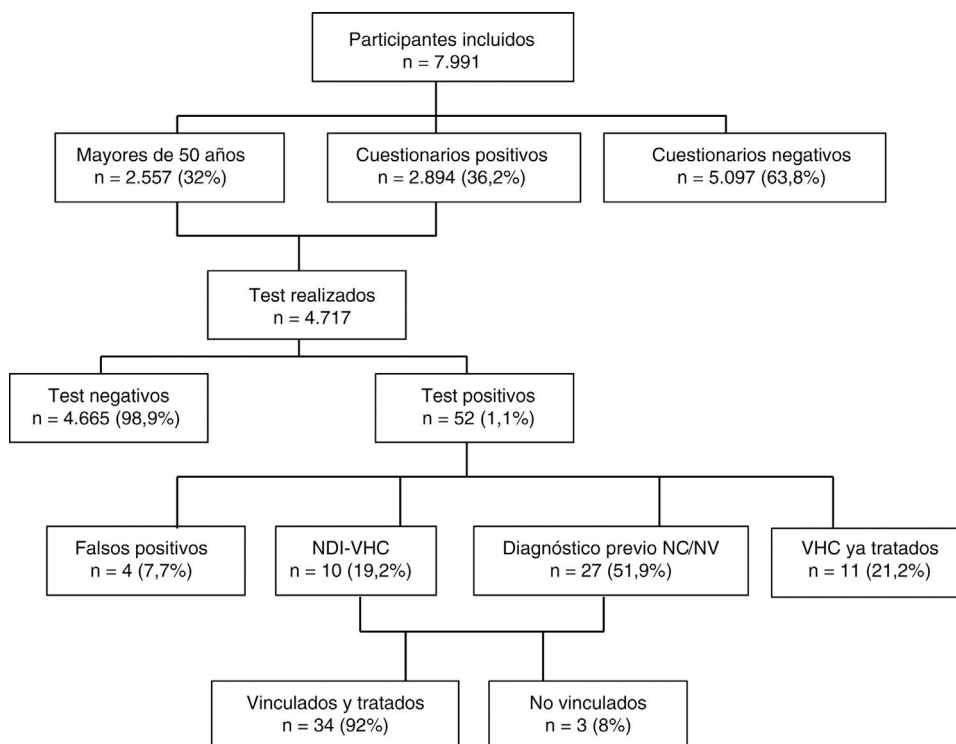 Participantes incluidos
n = 7.991
Mayores de 50 años
n = 2.557 (32%)
Cuestionarios positivos
n = 2.894 (36,2%)
Cuestionarios negativos
n = 5.097 (63,8%)
Test realizados
n = 4.717
Test negativos
n = 4.665 (98,9%)
Test positivos
n = 52 (1,1%)
Falsos positivos
n = 4 (7,7%)
NDI-VHC
n = 10 (19,2%)
Diagnóstico previo NC/NV
n = 27 (51,9%)
VHC ya tratados
n = 11 (21,2%)
Vinculados y tratados
n = 34 (92%)
No vinculados
n = 3 (8%)